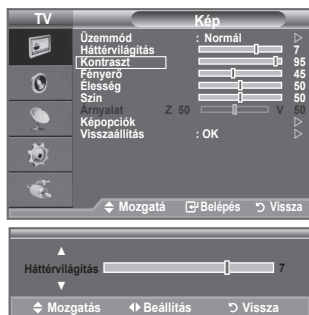 TV Kép
Üzemmód : Normál
Háttérvilágítás 7
Kontraszt 95
Fényerő 45
Élesség 50
Szín 50
Arnyalat Z 50 V 50
Képopciók
Visszaállítás : OK
Mozgatá Belépés Vissza
Háttérvilágítás 7
Mozgatás Beállítás Vissza